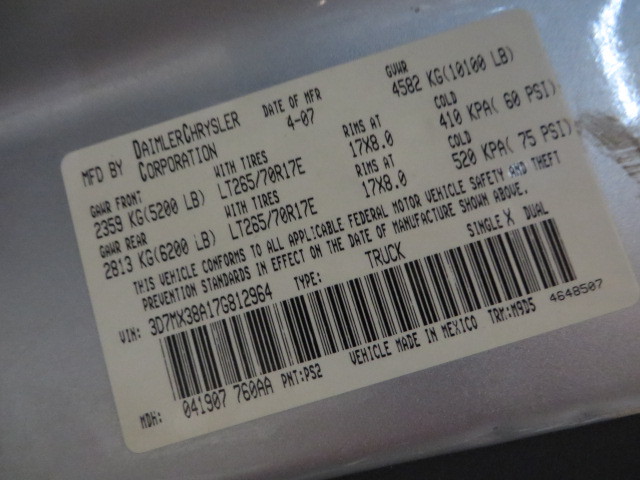 MFD BY DAIMLERCHRYSLER CORPORATION DATE OF MFR 4-07 GVWR 4582 KG(10100 LB)
GAWR FRONT WITH TIRES RIMS AT COLD
2359 KG(5200 LB) LT265/70R17E 17X8.0 410 KPA( 60 PSI)
GAWR REAR WITH TIRES RIMS AT COLD
2813 KG(6200 LB) LT265/70R17E 17X8.0 520 KPA( 75 PSI)
THIS VEHICLE CONFORMS TO ALL APPLICABLE FEDERAL MOTOR VEHICLE SAFETY AND THEFT
PREVENTION STANDARDS IN EFFECT ON THE DATE OF MANUFACTURE SHOWN ABOVE.
VIN: 3D7MX38A17G812964 TYPE: TRUCK SINGLE X DUAL
MDH: 041907 760AA PNT:PS2 VEHICLE MADE IN MEXICO TRM:M9D5 4648507